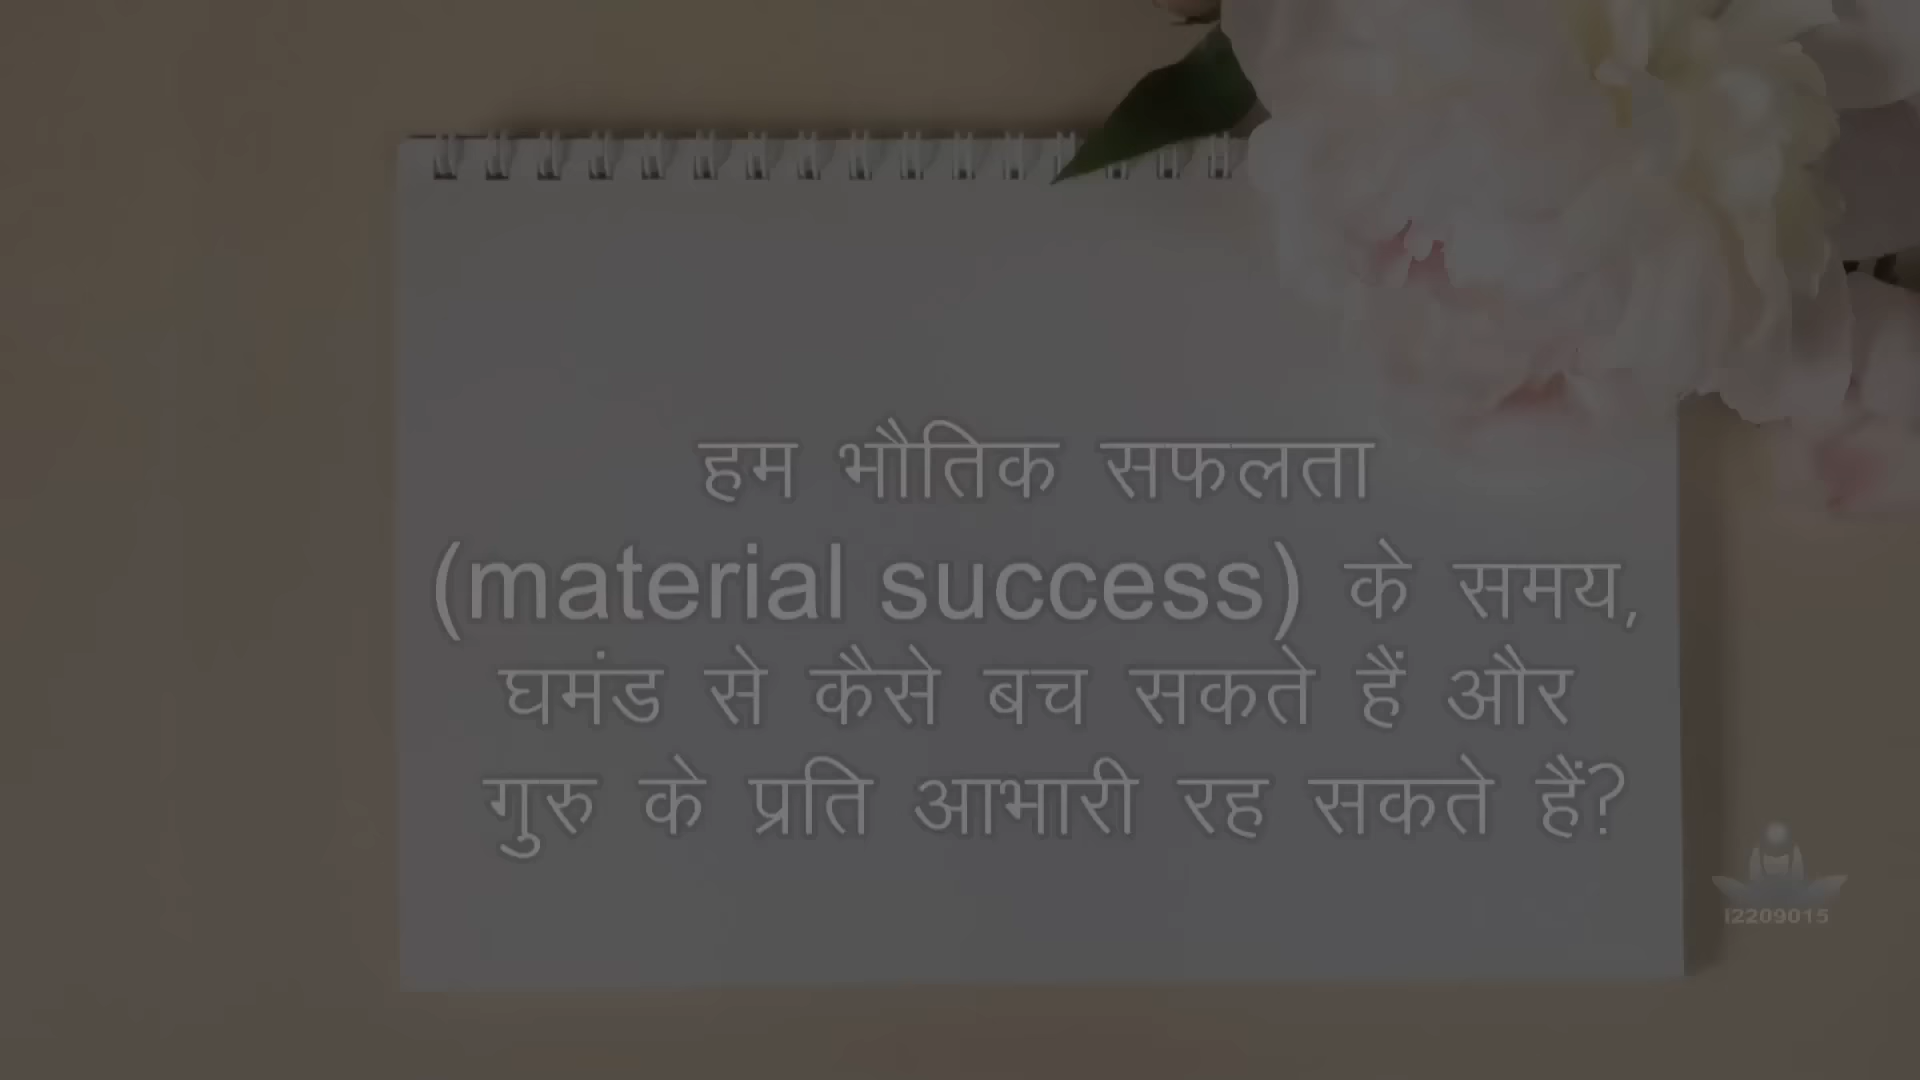 हम भौतिक सफलता
(material success) के समय,
घमंड से कैसे बच सकते हैं और
गुरु के प्रति आभारी रह सकते हैं?
I2209015